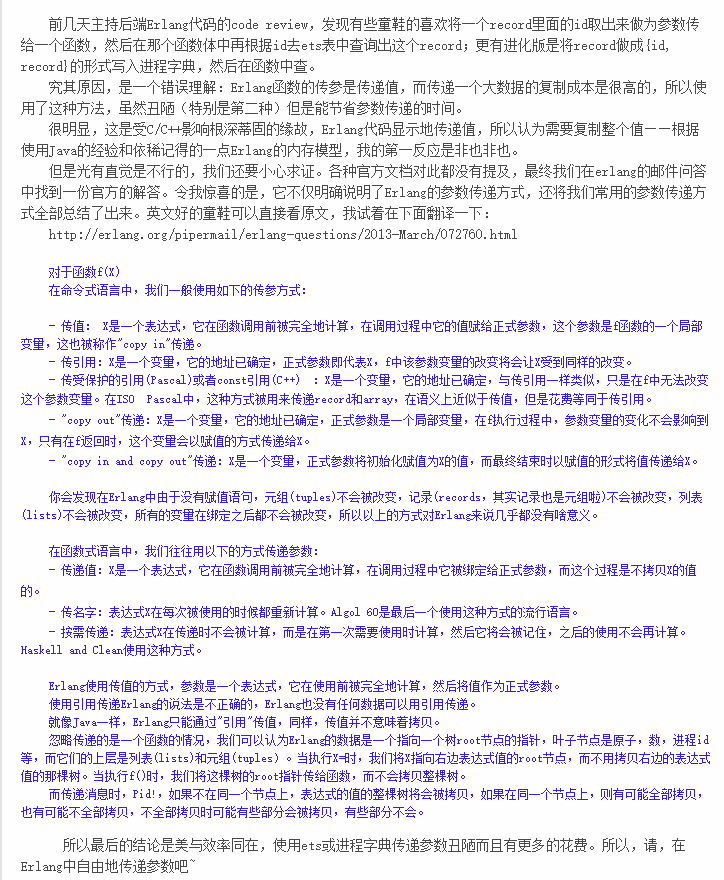 前几天主持后端Erlang代码的code review，发现有些童鞋的喜欢将一个record里面的id取出来做为参数传
给一个函数，然后在那个函数体中再根据id去ets表中查询出这个record；更有进化版是将record做成{id,
record}的形式写入进程字典，然后在函数中查。
究其原因，是一个错误理解：Erlang函数的传参是传递值，而传递一个大数据的复制成本是很高的，所以使
用了这种方法，虽然丑陋（特别是第二种）但是能节省参数传递的时间。
很明显，这是受C/C++影响根深蒂固的缘故，Erlang代码显示地传递值，所以认为需要复制整个值——根据
使用Java的经验和依稀记得的一点Erlang的内存模型，我的第一反应是非也非也。
但是光有直觉是不行的，我们还要小心求证。各种官方文档对此都没有提及，最终我们在erlang的邮件问答
中找到一份官方的解答。令我惊喜的是，它不仅明确说明了Erlang的参数传递方式，还将我们常用的参数传递方
式全部总结了出来。英文好的童鞋可以直接看原文，我试着在下面翻译一下：
http://erlang.org/pipermail/erlang-questions/2013-March/072760.html
对于函数f(X)
在命令式语言中，我们一般使用如下的传参方式：
- 传值： X是一个表达式，它在函数调用前被完全地计算，在调用过程中它的值赋给正式参数，这个参数是f函数的一个局部
变量，这也被称作"copy in"传递。
- 传引用：X是一个变量，它的地址已确定，正式参数即代表X，f中该参数变量的改变将会让X受到同样的改变。
- 传受保护的引用(Pascal)或者const引用(C++) ：X是一个变量，它的地址已确定，与传引用一样类似，只是在f中无法改变
这个参数变量。在ISO Pascal中，这种方式被用来传递record和array，在语义上近似于传值，但是花费等同于传引用。
- "copy out"传递：X是一个变量，它的地址已确定，正式参数是一个局部变量，在f执行过程中，参数变量的变化不会影响到
X，只有在f返回时，这个变量会以赋值的方式传递给X。
- "copy in and copy out"传递：X是一个变量，正式参数将初始化赋值为X的值，而最终结束时以赋值的形式将值传递给X。
你会发现在Erlang中由于没有赋值语句，元组(tuples)不会被改变，记录(records，其实记录也是元组啦)不会被改变，列表
(lists)不会被改变，所有的变量在绑定之后都不会被改变，所以以上的方式对Erlang来说几乎都没有啥意义。
在函数式语言中，我们往往用以下的方式传递参数：
- 传递值：X是一个表达式，它在函数调用前被完全地计算，在调用过程中它被绑定给正式参数，而这个过程是不拷贝X的值
的。
- 传名字：表达式X在每次被使用的时候都重新计算。Algol 60是最后一个使用这种方式的流行语言。
- 按需传递：表达式X在传递时不会被计算，而是在第一次需要使用时计算，然后它将会被记住，之后的使用不会再计算。
Haskell and Clean使用这种方式。
Erlang使用传值的方式，参数是一个表达式，它在使用前被完全地计算，然后将值作为正式参数。
使用引用传递Erlang的说法是不正确的，Erlang也没有任何数据可以用引用传递。
就像Java一样，Erlang只能通过"引用"传值，同样，传值并不意味着拷贝。
忽略传递的是一个函数的情况，我们可以认为Erlang的数据是一个指向一个树root节点的指针，叶子节点是原子，数，进程id
等，而它们的上层是列表(lists)和元组(tuples）。当执行X=时，我们将X指向右边表达式值的root节点，而不用拷贝右边的表达式
值的那棵树。当执行f()时，我们将这棵树的root指针传给函数，而不会拷贝整棵树。
而传递消息时，Pid!，如果不在同一个节点上，表达式的值的整棵树将会被拷贝，如果在同一个节点上，则有可能全部拷贝，
也有可能不全部拷贝，不全部拷贝时可能有些部分会被拷贝，有些部分不会。
所以最后的结论是美与效率同在，使用ets或进程字典传递参数丑陋而且有更多的花费。所以，请，在
Erlang中自由地传递参数吧~